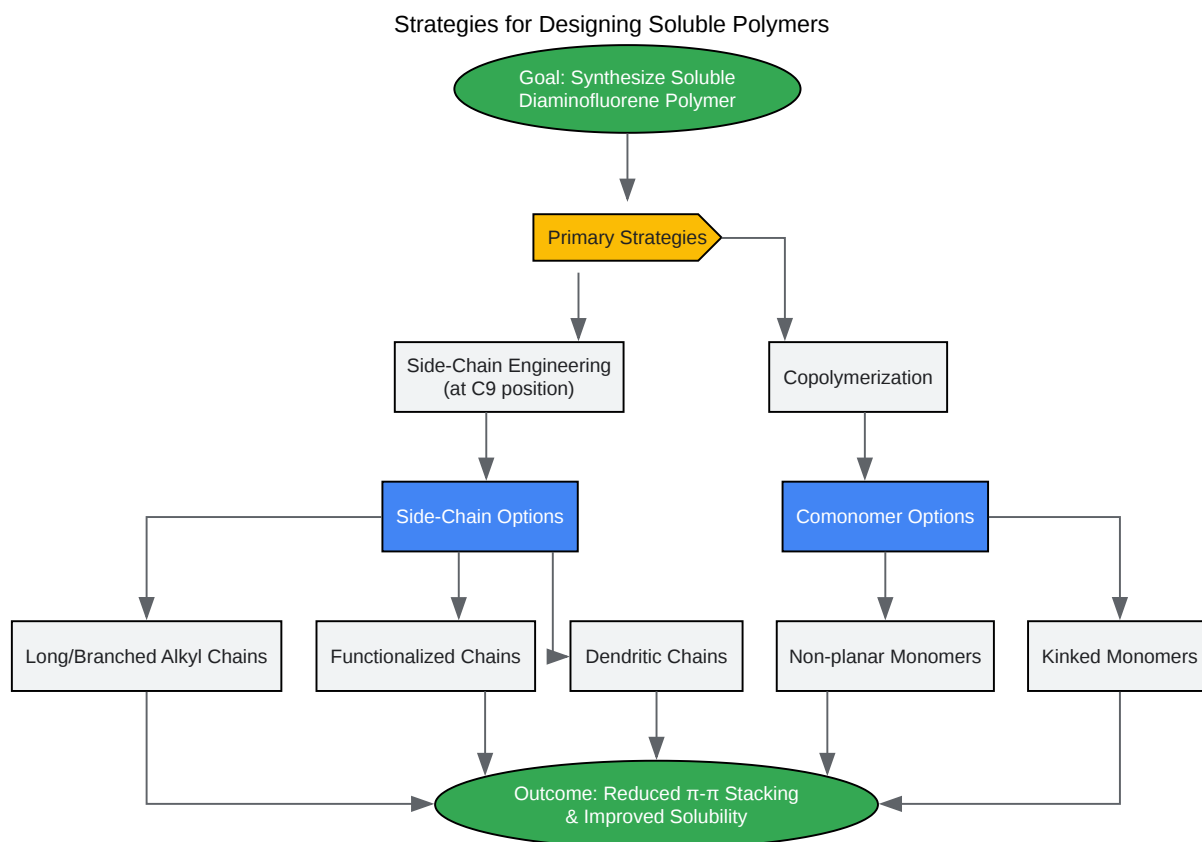 Strategies for Designing Soluble Polymers
Goal: Synthesize Soluble
Diaminofluorene Polymer
Primary Strategies
Side-Chain Engineering
(at C9 position)
Copolymerization
Side-Chain Options
Comonomer Options
Long/Branched Alkyl Chains
Functionalized Chains
Dendritic Chains
Non-planar Monomers
Kinked Monomers
Outcome: Reduced π-π Stacking
& Improved Solubility